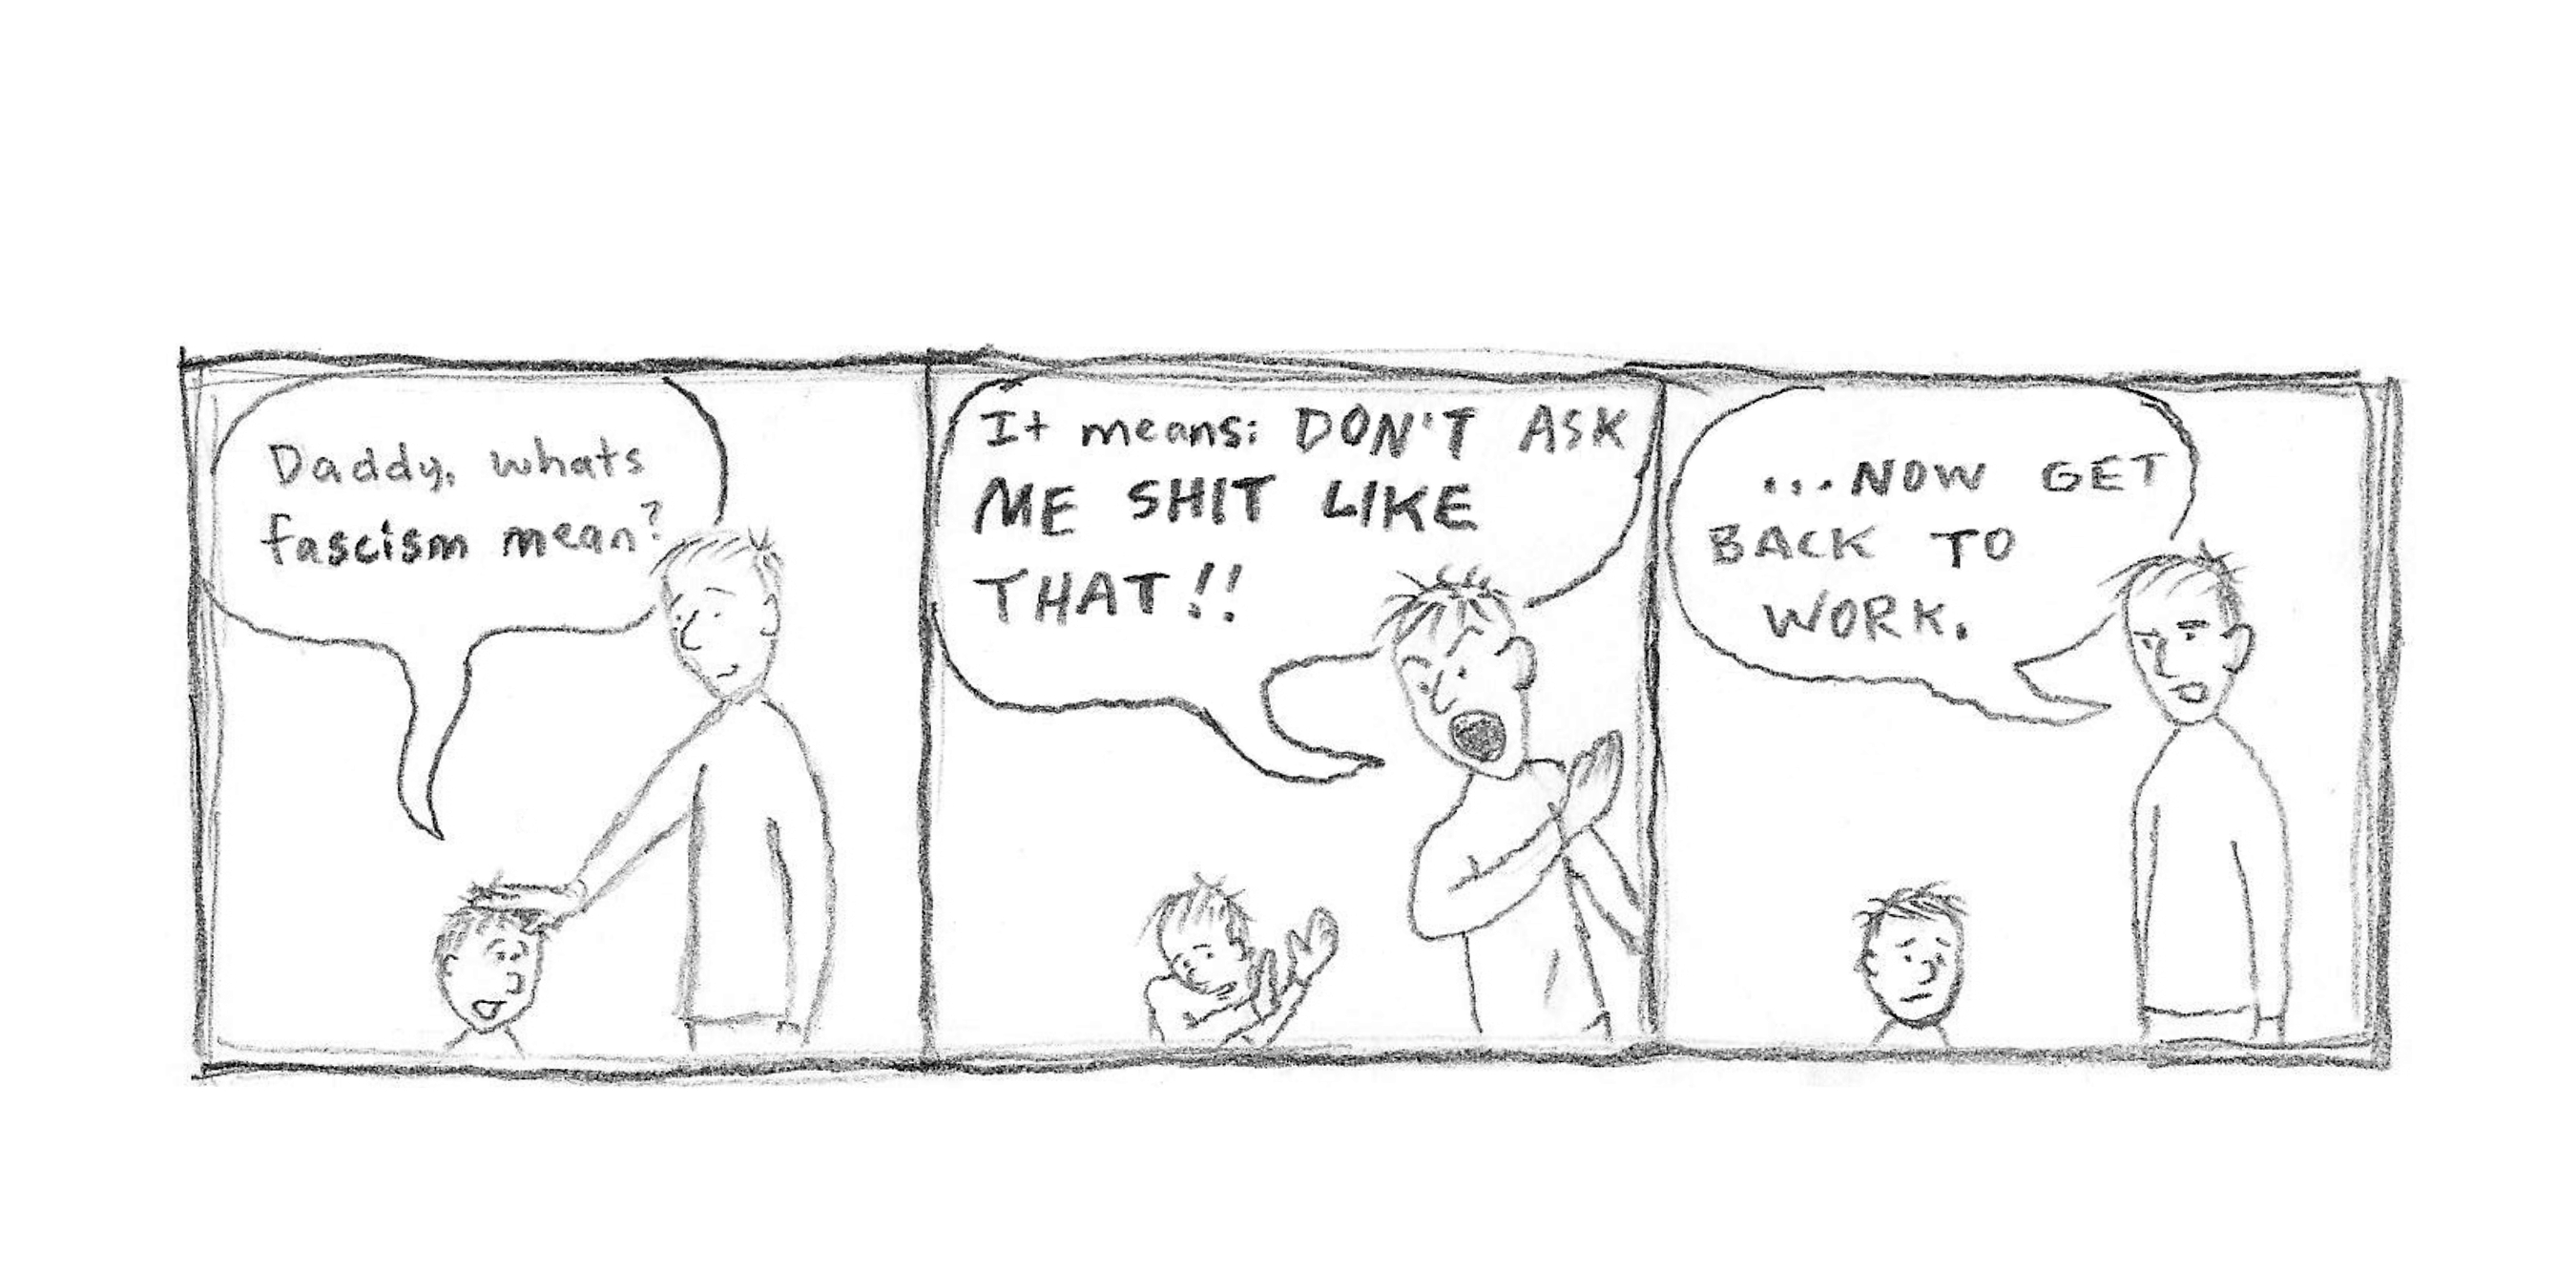 Daddy, whats
fascism mean?
It means: DON'T ASK
ME SHIT LIKE
THAT!!
...NOW GET
BACK TO
WORK.